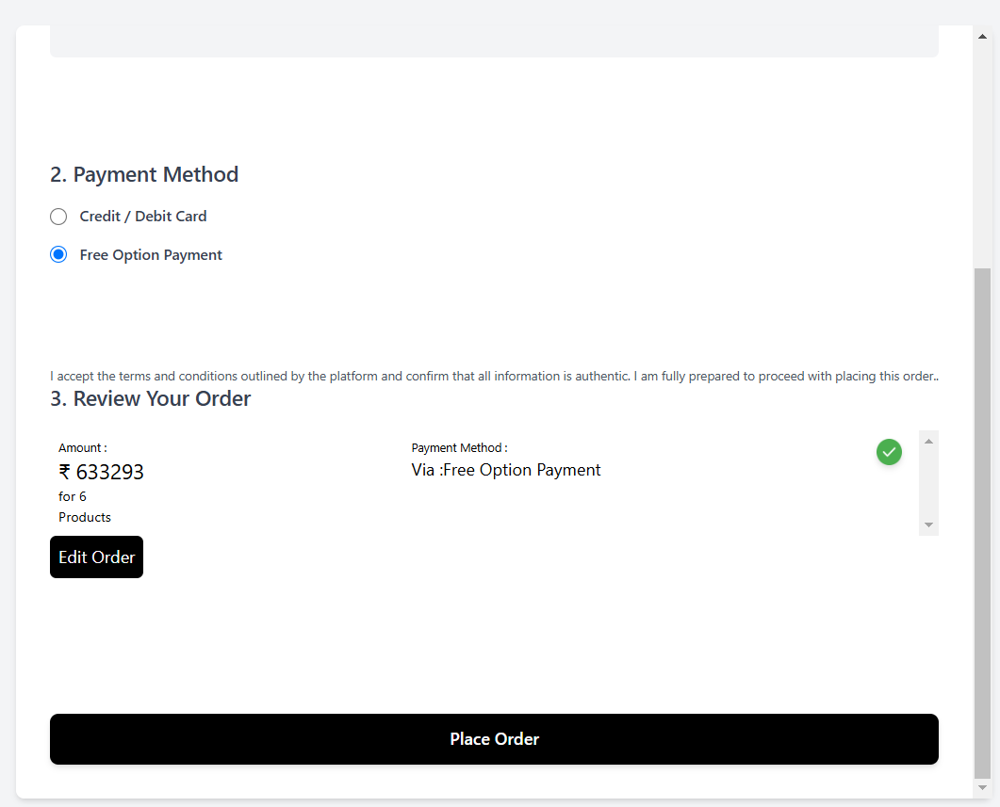 2. Payment Method
Credit / Debit Card
Free Option Payment
I accept the terms and conditions outlined by the platform and confirm that all information is authentic. I am fully prepared to proceed with placing this order..
3. Review Your Order
Amount :
₹ 633293
for 6
Products
Payment Method :
Via :Free Option Payment
Edit Order
Place Order